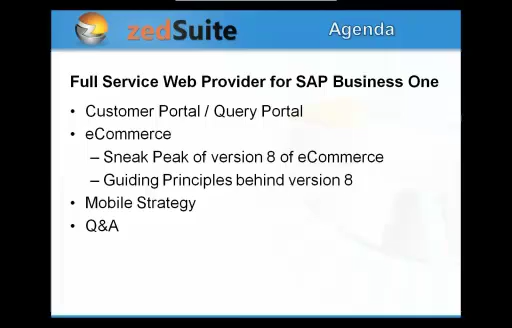 zedSuite
Agenda
Full Service Web Provider for SAP Business One
• Customer Portal / Query Portal
• eCommerce
– Sneak Peak of version 8 of eCommerce
– Guiding Principles behind version 8
• Mobile Strategy
• Q&A